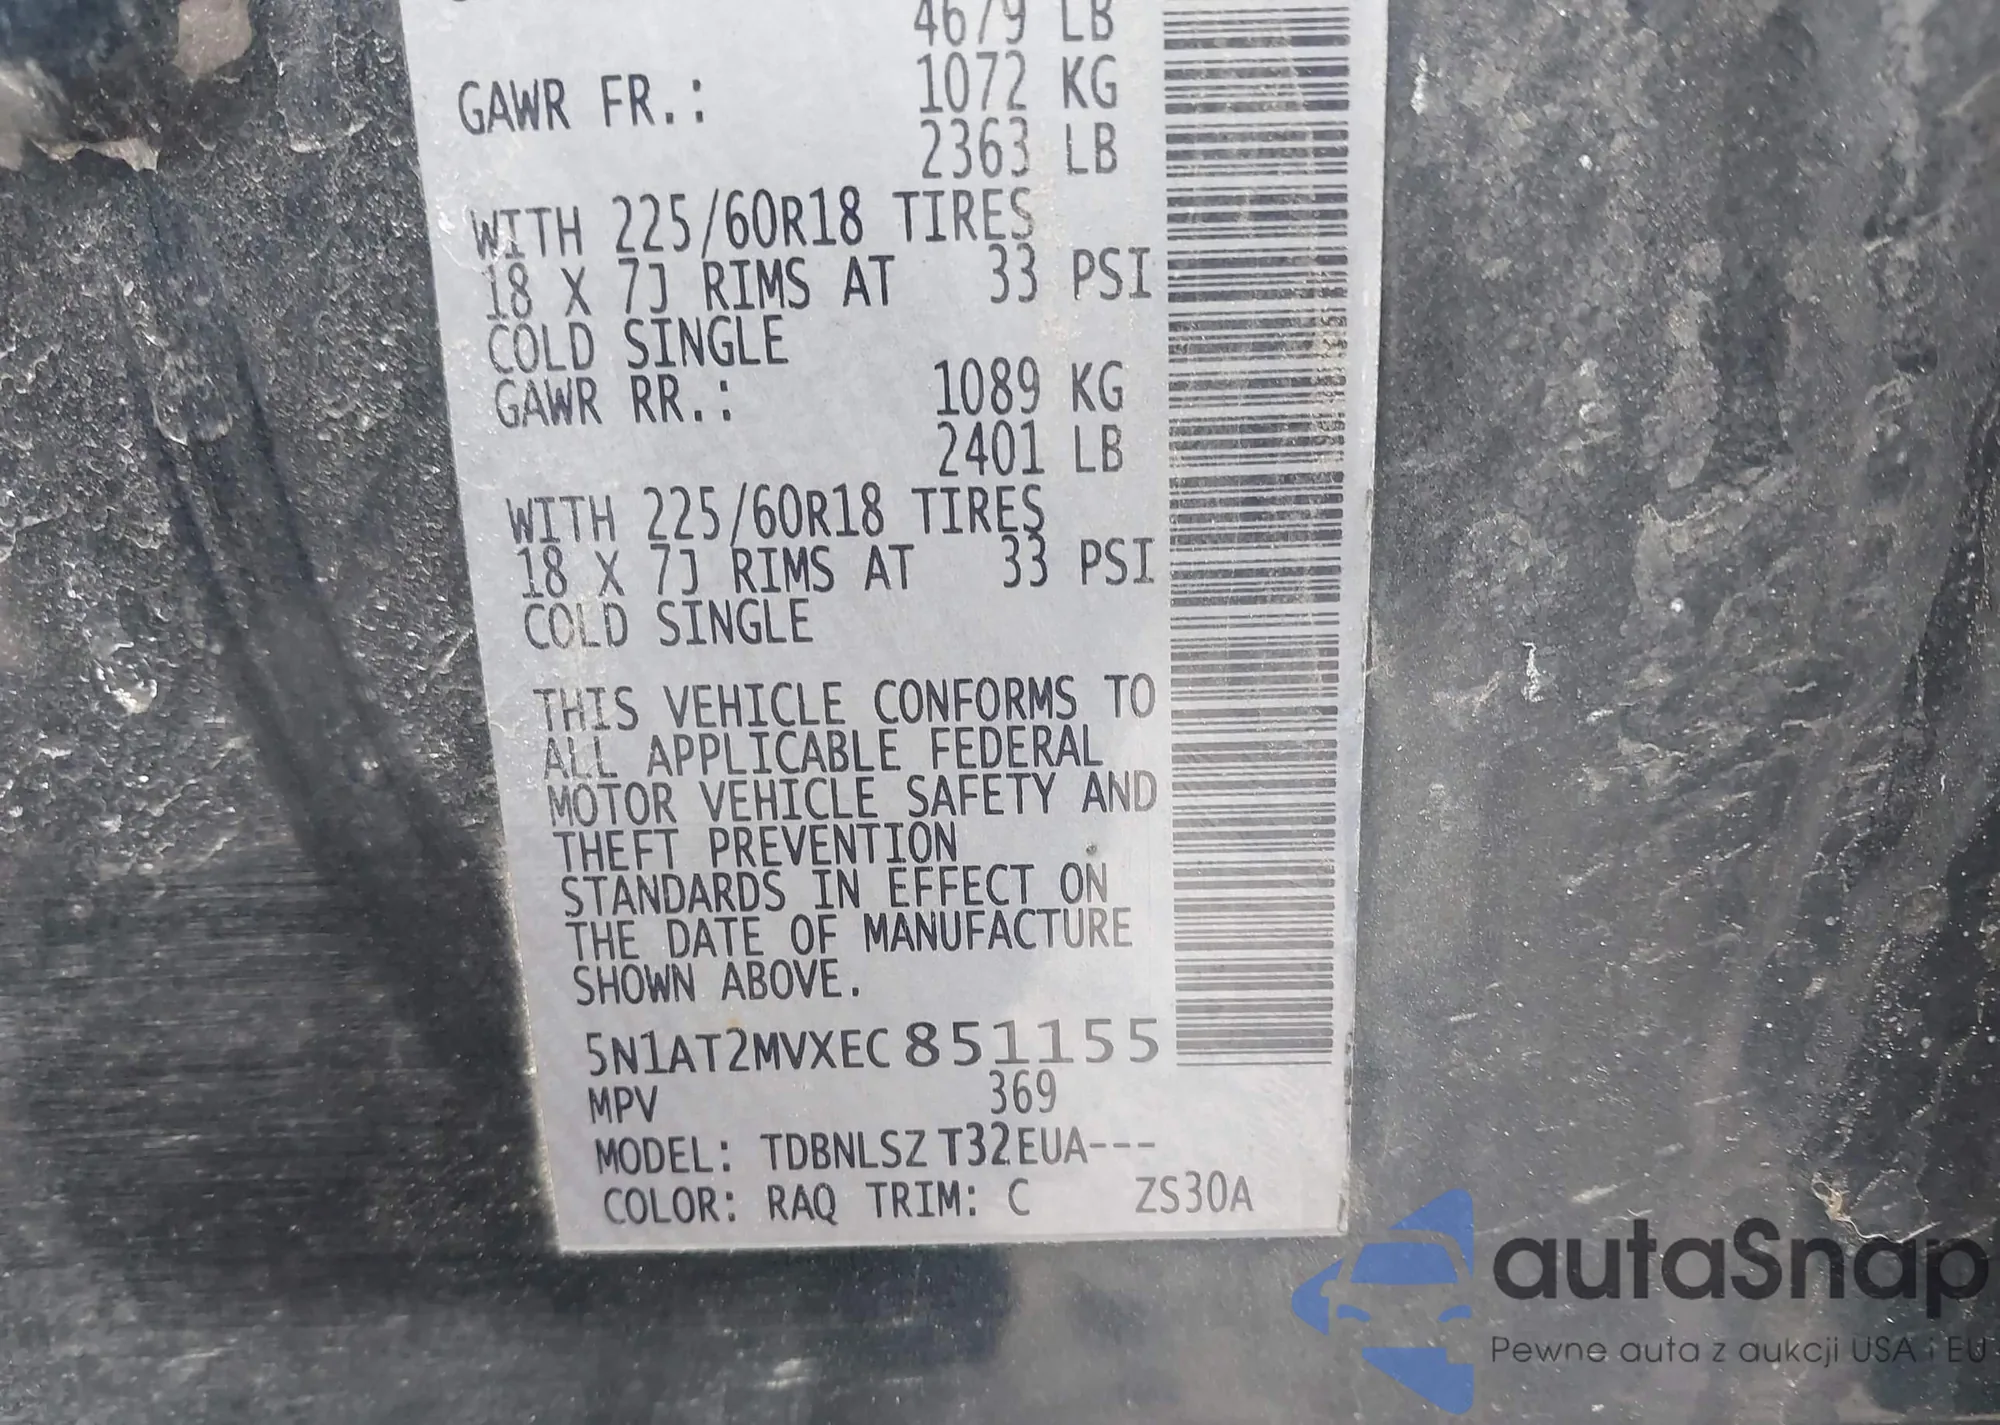 4679 LB
GAWR FR.: 1072 KG
2363 LB
WITH 225/60R18 TIRES
18 X 7J RIMS AT 33 PSI
COLD SINGLE
GAWR RR.: 1089 KG
2401 LB
WITH 225/60R18 TIRES
18 X 7J RIMS AT 33 PSI
COLD SINGLE
THIS VEHICLE CONFORMS TO
ALL APPLICABLE FEDERAL
MOTOR VEHICLE SAFETY AND
THEFT PREVENTION
STANDARDS IN EFFECT ON
THE DATE OF MANUFACTURE
SHOWN ABOVE.
5N1AT2MVXEC851155
MPV 369
MODEL: TDBNLSZ T32EUA---
COLOR: RAQ TRIM: C ZS30A
autaSnap
Pewne auta z aukcji USA i EU